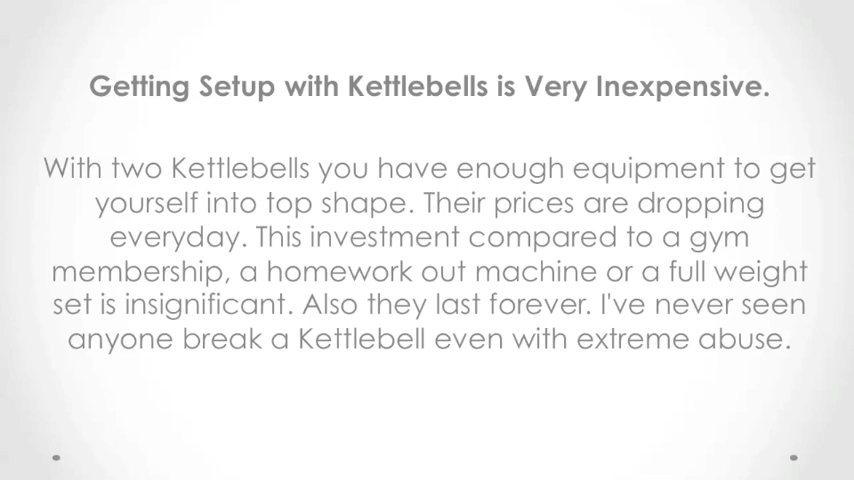 Getting Setup with Kettlebells is Very Inexpensive.
With two Kettlebells you have enough equipment to get
yourself into top shape. Their prices are dropping
everyday. This investment compared to a gym
membership, a homework out machine or a full weight
set is insignificant. Also they last forever. I've never seen
anyone break a Kettlebell even with extreme abuse.